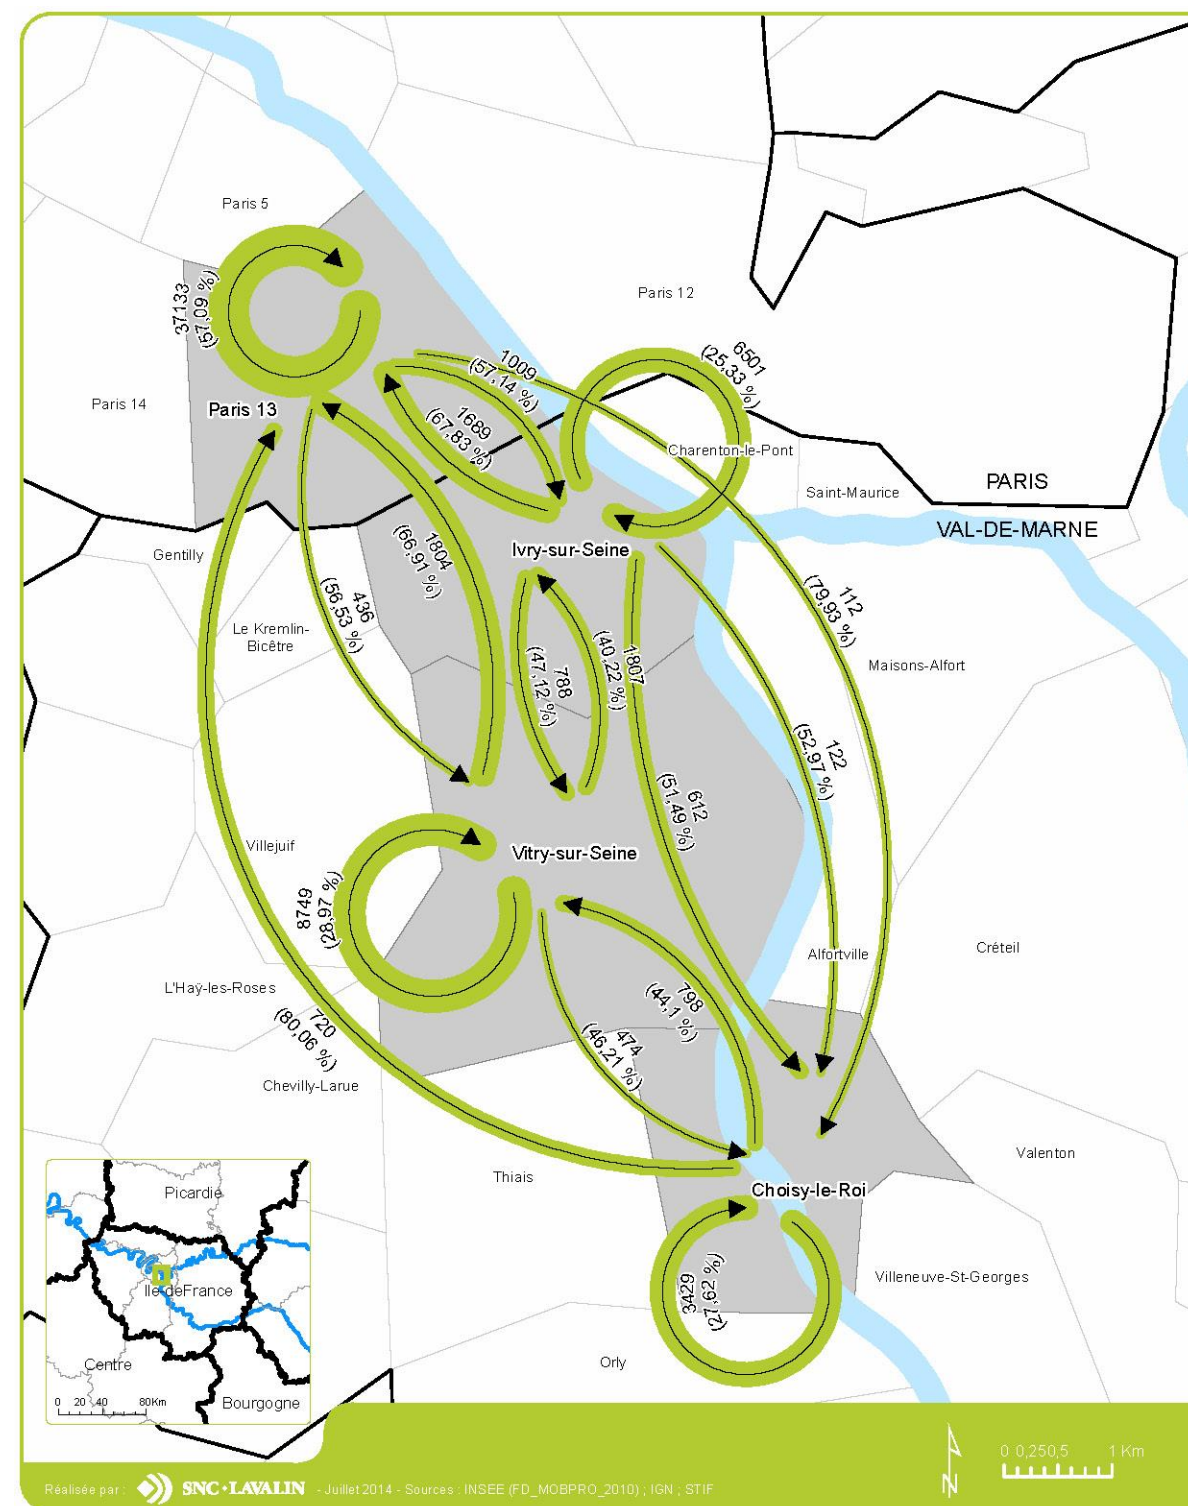 Paris 5
37133
(57,09 %)
Paris 12
1009
(57,14 %)
6501
(25,33 %)
Paris 14
Paris 13
1689
(67,83 %)
Charenton-le-Pont
Saint-Maurice
PARIS
VAL-DE-MARNE
Gentilly
Ivry-sur-Seine
1804
(66,91 %)
436
(56,53 %)
112
(79,93 %)
Le Kremlin-
Bicêtre
788
(47,12 %)
1807
(40,22 %)
Maisons-Alfort
122
(52,97 %)
612
(51,49 %)
Villejuif
Vitry-sur-Seine
8749
(28,97 %)
Alfortville
Créteil
L'Haÿ-les-Roses
720
(80,06 %)
798
(44,1 %)
474
(46,21 %)
Chevilly-Larue
Thiais
Valenton
Choisy-le-Roi
3429
(27,62 %)
Villeneuve-St-Georges
Orly
Picardie
Ile-deFrance
Centre
Bourgogne
0 20 40 80Km
0 0,250,5 1 Km
N
Réalisée par : SNC•LAVALIN - Juillet 2014 - Sources : INSEE (FD_MOBPRO_2010) ; IGN ; STIF